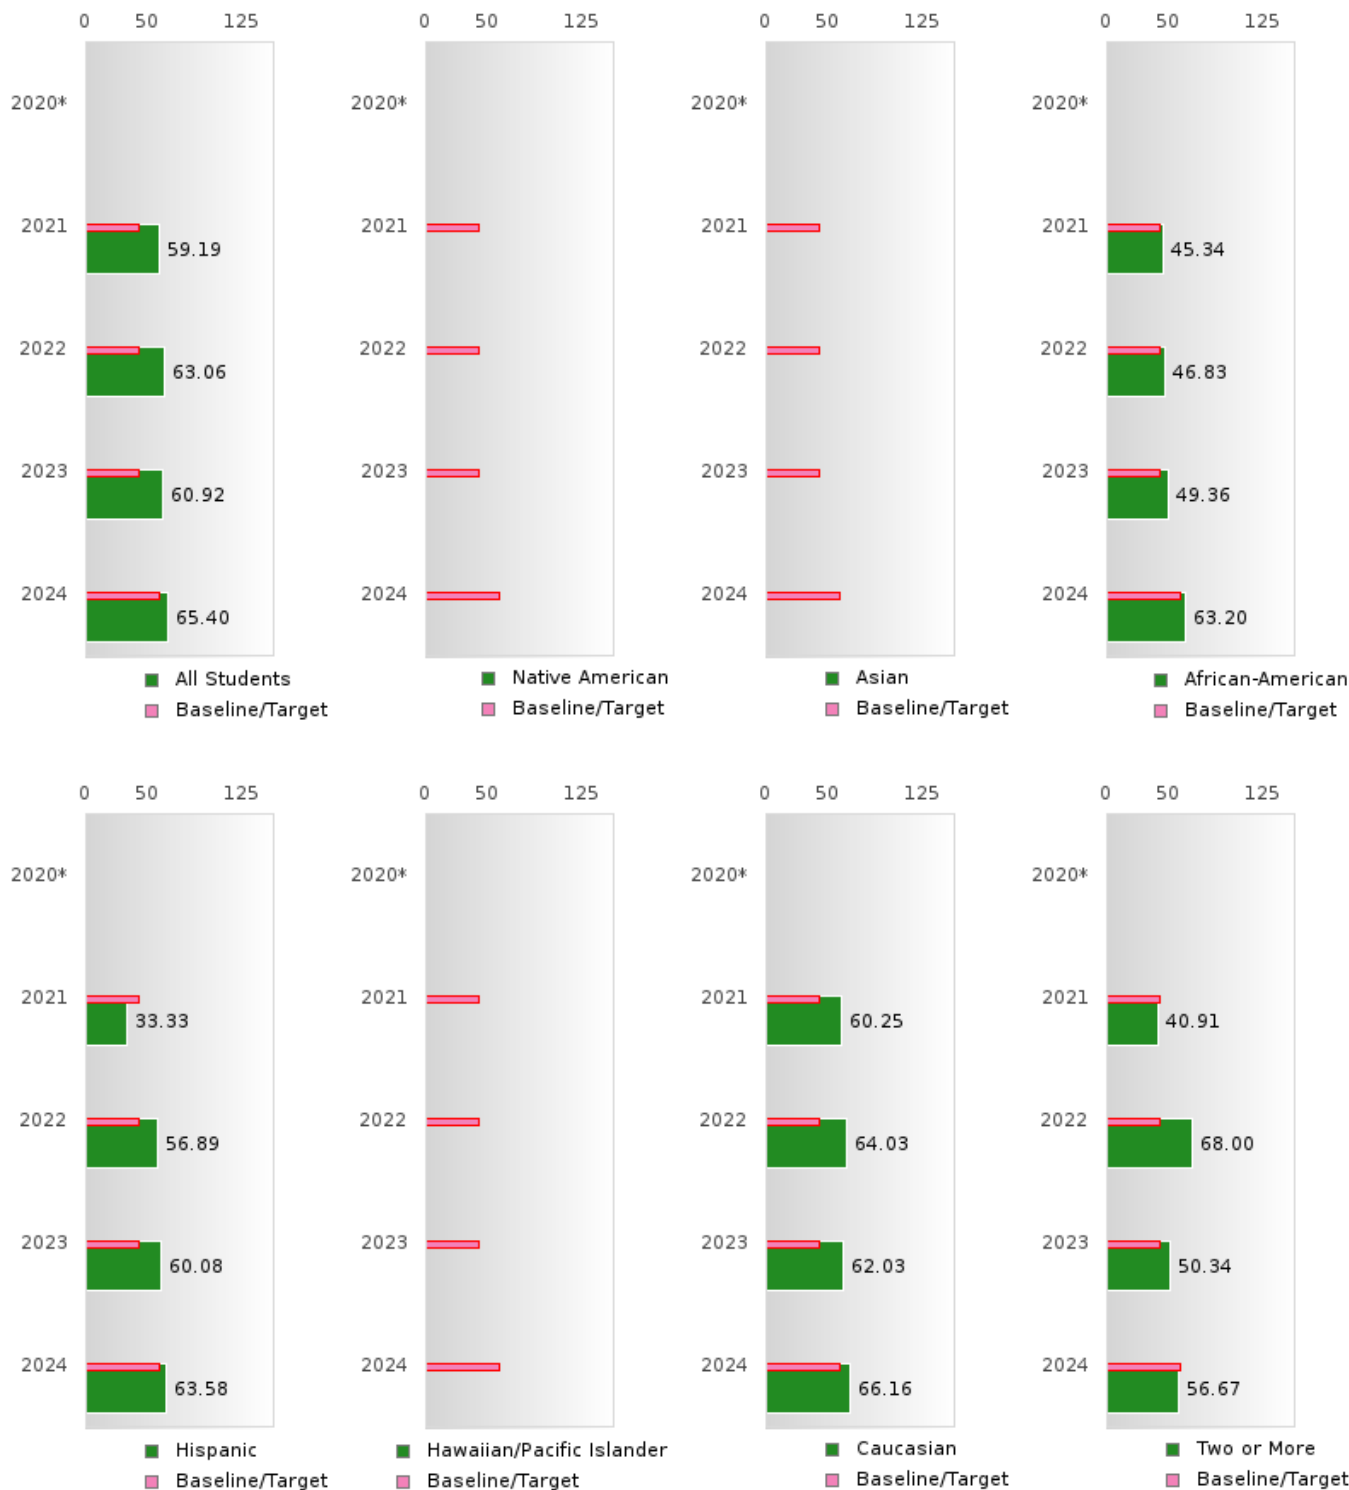 0 50 125 0 50 125 0 50 125 0 50 125
2020* 2020* 2020* 2020*
2021 2021 2021 2021
59.19 45.34
2022 2022 2022 2022
63.06 46.83
2023 2023 2023 2023
60.92 49.36
2024 2024 2024 2024
65.40 63.20
All Students Native American Asian African-American
Baseline/Target Baseline/Target Baseline/Target Baseline/Target
0 50 125 0 50 125 0 50 125 0 50 125
2020* 2020* 2020* 2020*
2021 2021 2021 2021
33.33 60.25 40.91
2022 2022 2022 2022
56.89 64.03 68.00
2023 2023 2023 2023
60.08 62.03 50.34
2024 2024 2024 2024
63.58 66.16 56.67
Hispanic Hawaiian/Pacific Islander Caucasian Two or More
Baseline/Target Baseline/Target Baseline/Target Baseline/Target